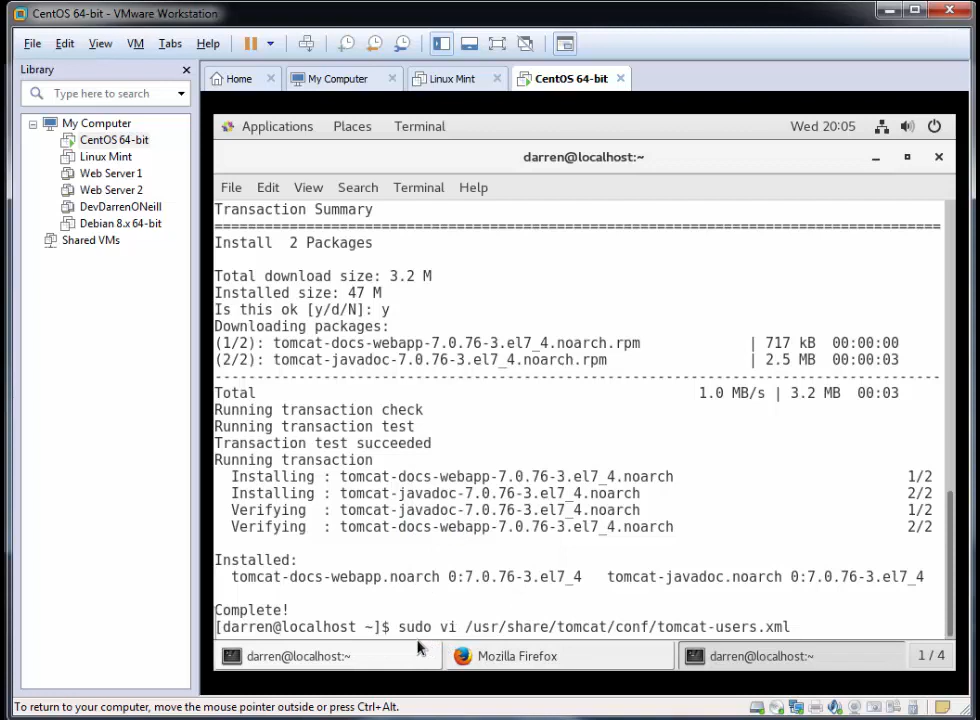 CentOS 64-bit - VMware Workstation
File Edit View VM Tabs Help
Library
Type here to search
My Computer
CentOS 64-bit
Linux Mint
Web Server 1
Web Server 2
DevDarrenONeill
Debian 8.x 64-bit
Shared VMs
Home My Computer Linux Mint CentOS 64-bit
Applications Places Terminal Wed 20:05
darren@localhost:~
File Edit View Search Terminal Help
Transaction Summary
================================================================================
Install  2 Packages
Total download size: 3.2 M
Installed size: 47 M
Is this ok [y/d/N]: y
Downloading packages:
(1/2): tomcat-docs-webapp-7.0.76-3.el7_4.noarch.rpm | 717 kB 00:00:00
(2/2): tomcat-javadoc-7.0.76-3.el7_4.noarch.rpm | 2.5 MB 00:00:03
--------------------------------------------------------------------------------
Total 1.0 MB/s | 3.2 MB 00:03
Running transaction check
Running transaction test
Transaction test succeeded
Running transaction
Installing : tomcat-docs-webapp-7.0.76-3.el7_4.noarch 1/2
Installing : tomcat-javadoc-7.0.76-3.el7_4.noarch 2/2
Verifying  : tomcat-javadoc-7.0.76-3.el7_4.noarch 1/2
Verifying  : tomcat-docs-webapp-7.0.76-3.el7_4.noarch 2/2
Installed:
tomcat-docs-webapp.noarch 0:7.0.76-3.el7_4 tomcat-javadoc.noarch 0:7.0.76-3.el7_4
Complete!
[darren@localhost ~]$ sudo vi /usr/share/tomcat/conf/tomcat-users.xml
darren@localhost:~ Mozilla Firefox darren@localhost:~ 1 / 4
To return to your computer, move the mouse pointer outside or press Ctrl+Alt.